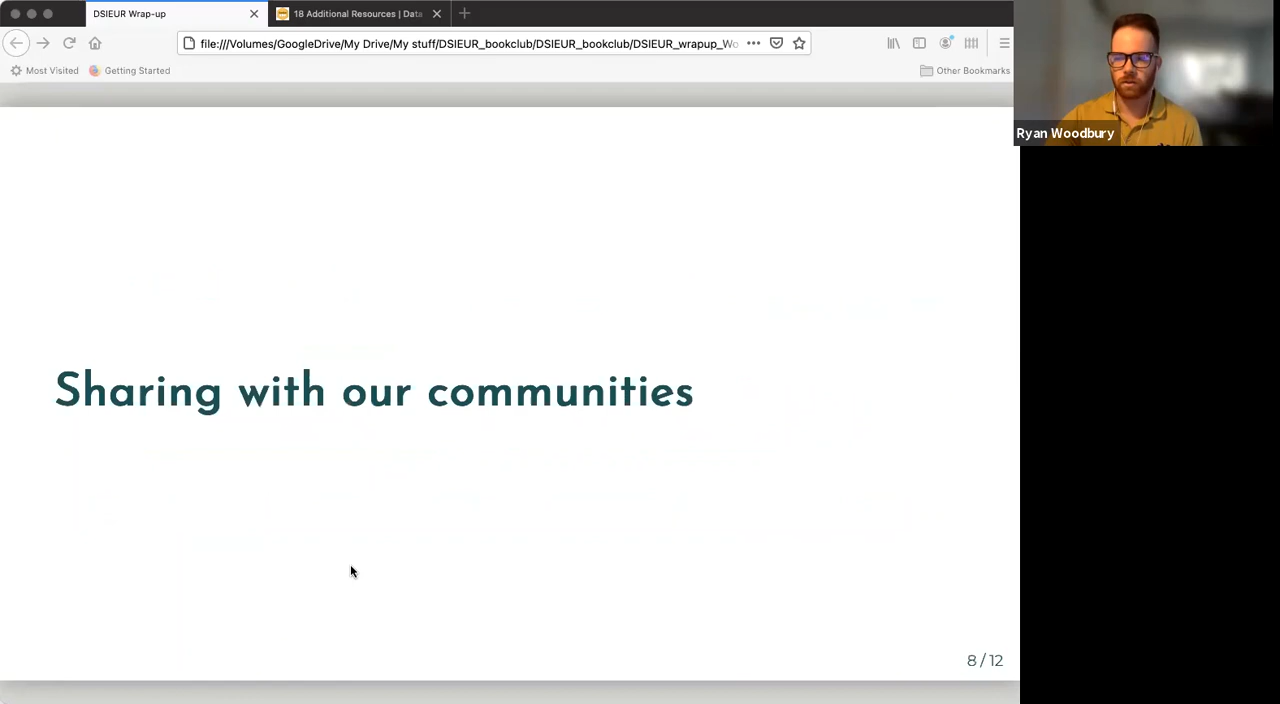 DSIEUR Wrap-up
18 Additional Resources | Data
file:///Volumes/GoogleDrive/My Drive/My stuff/DSIEUR_bookclub/DSIEUR_bookclub/DSIEUR_wrapup_Wo
Most Visited
Getting Started
Other Bookmarks
Ryan Woodbury
Sharing with our communities
8 / 12